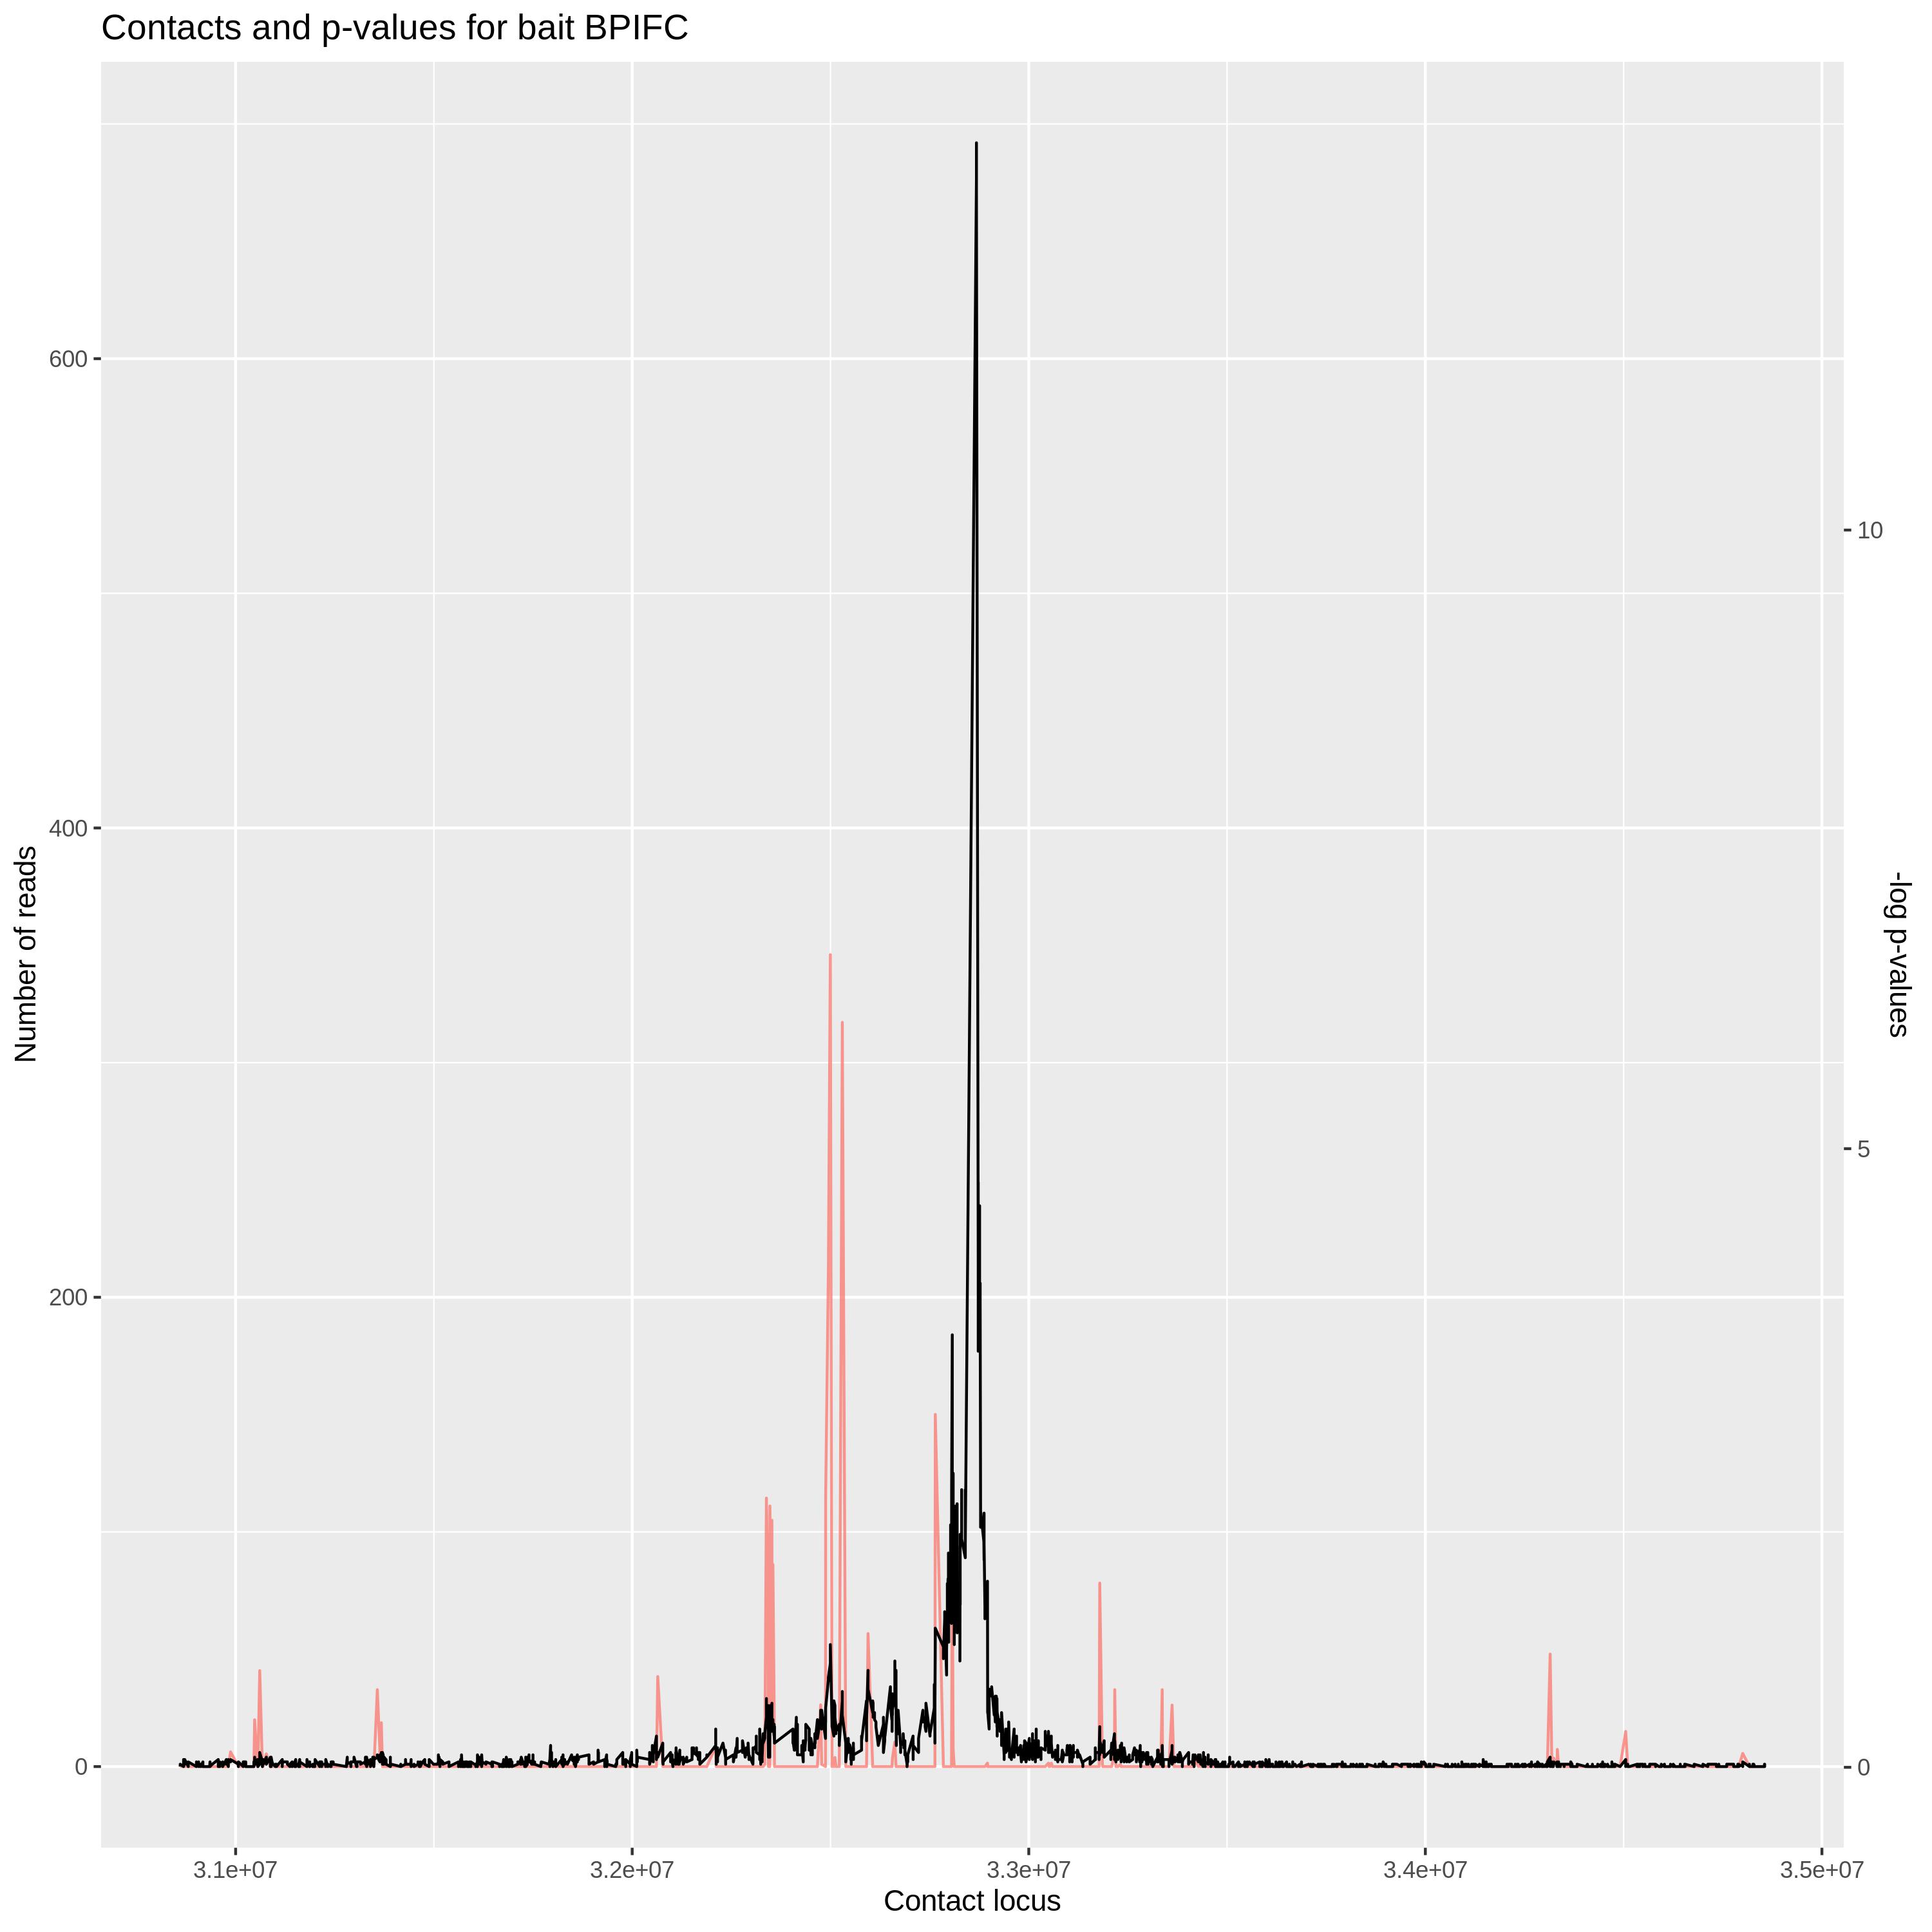 Contacts and p-values for bait BPIFC
600
400
200
0
Number of reads
10
5
0
-log p-values
3.1e+07
3.2e+07
3.3e+07
3.4e+07
3.5e+07
Contact locus